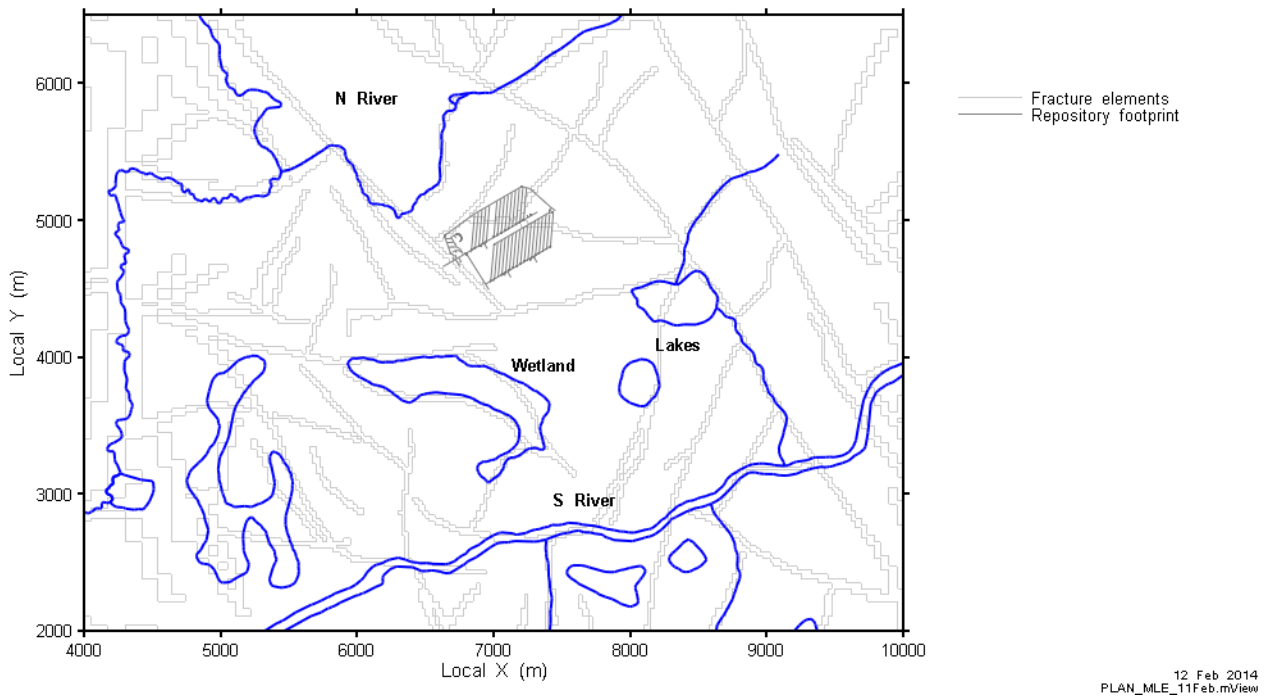 N River
Fracture elements
Repository footprint
Lakes
Wetland
S River
6000
5000
4000
3000
2000
Local Y (m)
4000 5000 6000 7000 8000 9000 10000
Local X (m)
12 Feb 2014
PLAN_MLE_11Feb.mView